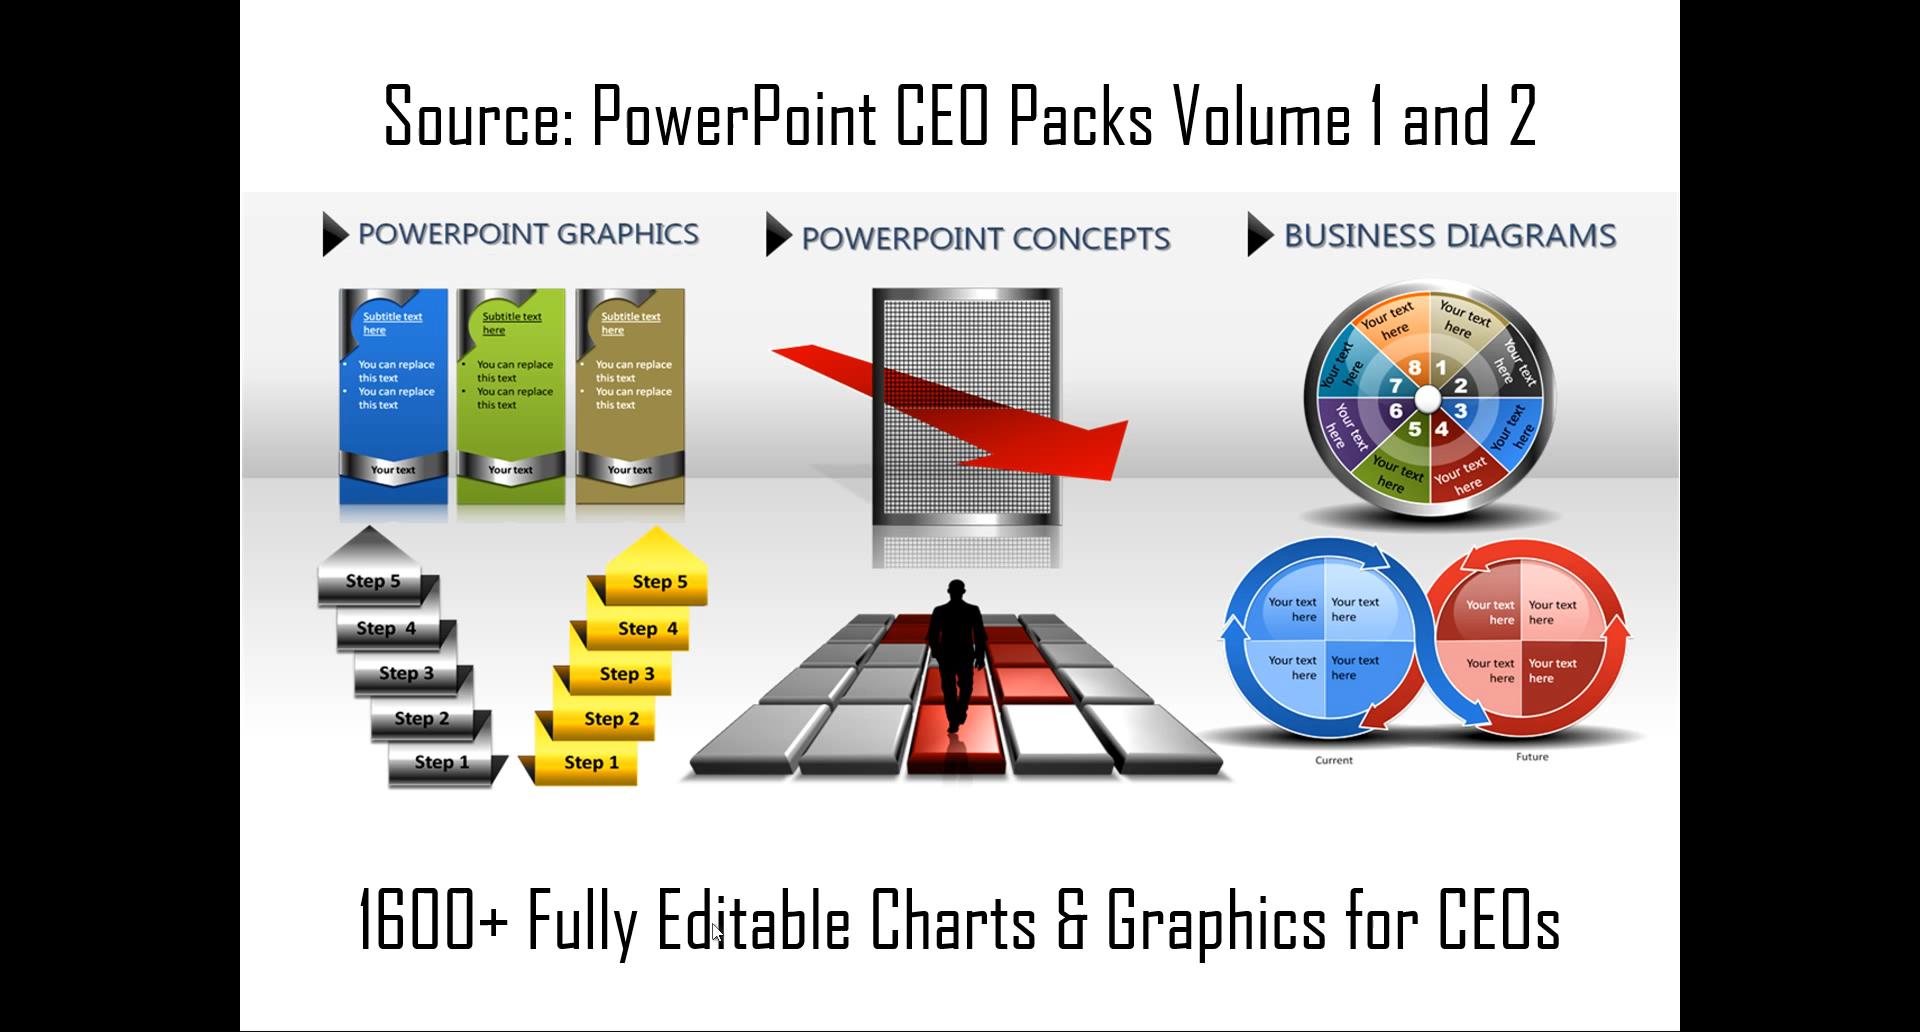 Source: PowerPoint CEO Packs Volume 1 and 2
POWERPOINT GRAPHICS
Subtitle text
here
You can replace
this text
You can replace
this text
Your text
Subtitle text
here
You can replace
this text
You can replace
this text
Your text
Subtitle text
here
You can replace
this text
You can replace
this text
Your text
Step 5
Step 4
Step 3
Step 2
Step 1
Step 5
Step 4
Step 3
Step 2
Step 1
POWERPOINT CONCEPTS
BUSINESS DIAGRAMS
Your text
here
1
Your text
here
2
Your text
here
3
Your text
here
4
Your text
here
5
Your text
here
6
Your text
here
7
Your text
here
8
Your text
here
Your text
here
Your text
here
Your text
here
Current
Your text
here
Your text
here
Your text
here
Your text
here
Future
1600+ Fully Editable Charts & Graphics for CEOs